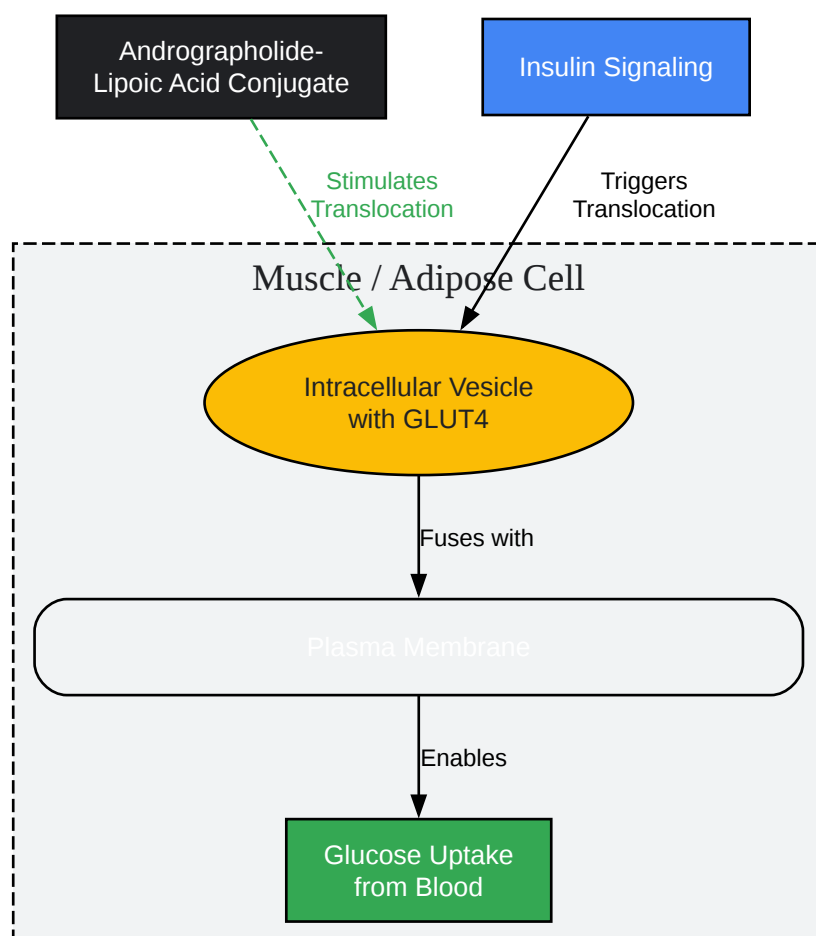 Andrographolide-
Lipoic Acid Conjugate
Insulin Signaling
Stimulates
Translocation
Triggers
Translocation
Muscle / Adipose Cell
Intracellular Vesicle
with GLUT4
Fuses with
Plasma Membrane
Enables
Glucose Uptake
from Blood